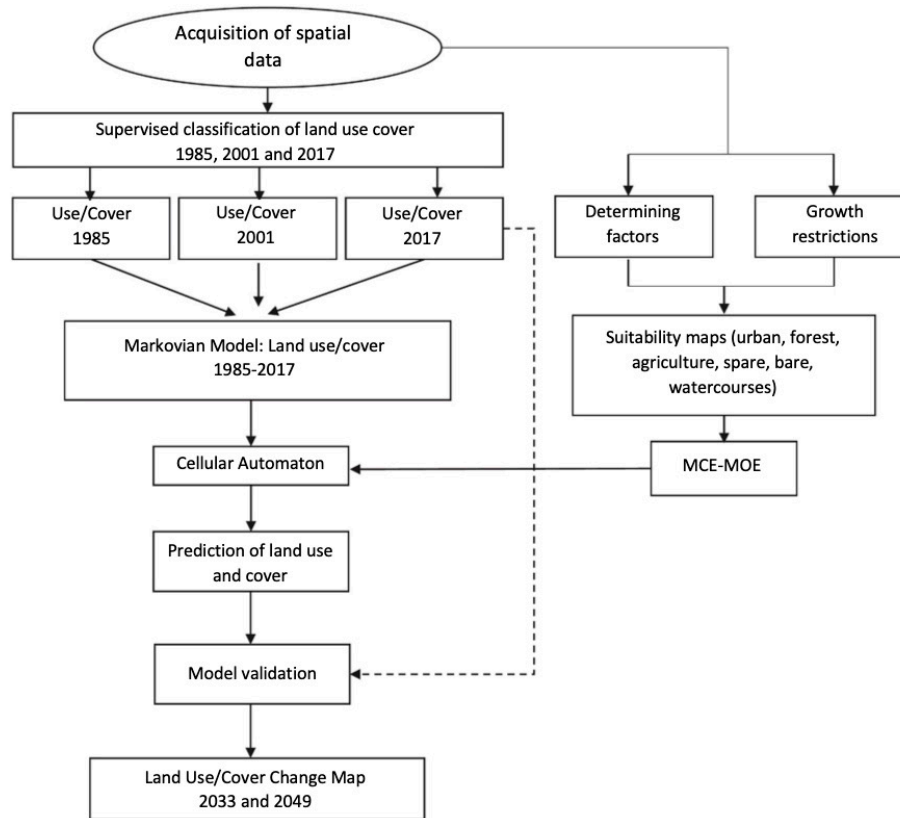 Acquisition of spatial
data
Supervised classification of land use cover
1985, 2001 and 2017
Use/Cover
1985
Use/Cover
2001
Use/Cover
2017
Determining
factors
Growth
restrictions
Markovian Model: Land use/cover
1985-2017
Suitability maps (urban, forest,
agriculture, spare, bare,
watercourses)
Cellular Automaton
MCE-MOE
Prediction of land use
and cover
Model validation
Land Use/Cover Change Map
2033 and 2049